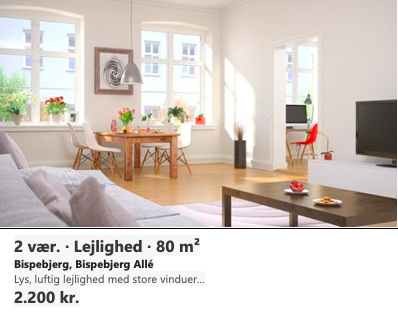 2 vær. · Lejlighed · 80 m²
Bispebjerg, Bispebjerg Allé
Lys, luftig lejlighed med store vinduer...
2.200 kr.